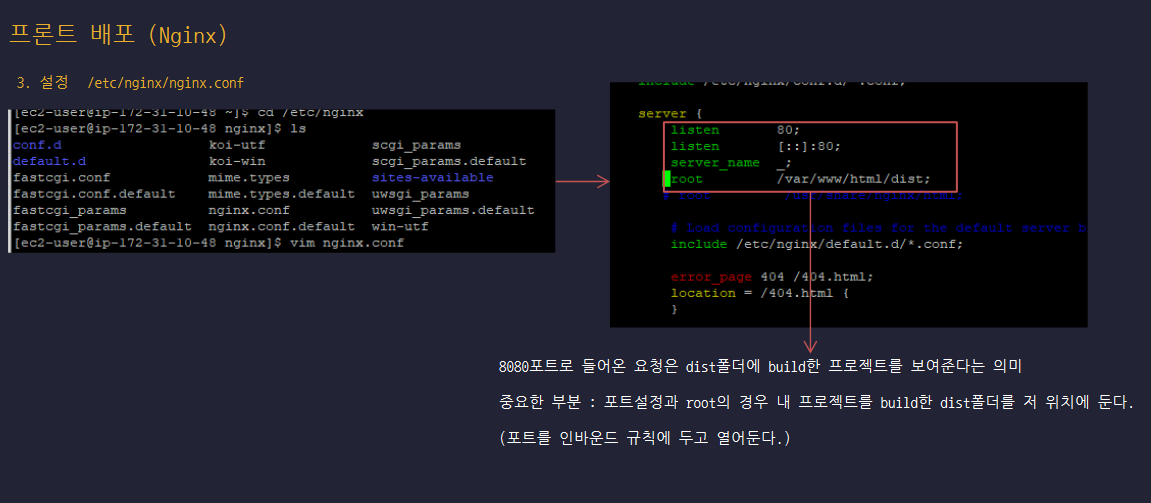 프론트 배포 (Nginx)
3. 설정 /etc/nginx/nginx.conf
[ec2-user@ip-172-31-10-48 ~]$ cd /etc/nginx
[ec2-user@ip-172-31-10-48 nginx]$ ls
conf.d koi-utf scgi_params
default.d koi-win scgi_params.default
fastcgi.conf mime.types sites-available
fastcgi.conf.default mime.types.default uwsgi_params
fastcgi_params nginx.conf uwsgi_params.default
fastcgi_params.default nginx.conf.default win-utf
[ec2-user@ip-172-31-10-48 nginx]$ vim nginx.conf
include /etc/nginx/conf.d/*.conf;
server {
listen 80;
listen [::]:80;
server_name _;
root /var/www/html/dist;
# root /usr/share/nginx/html;
# Load configuration files for the default server b
include /etc/nginx/default.d/*.conf;
error_page 404 /404.html;
location = /404.html {
}
8080포트로 들어온 요청은 dist폴더에 build한 프로젝트를 보여준다는 의미
중요한 부분 : 포트설정과 root의 경우 내 프로젝트를 build한 dist폴더를 저 위치에 둔다.
(포트를 인바운드 규칙에 두고 열어둔다.)